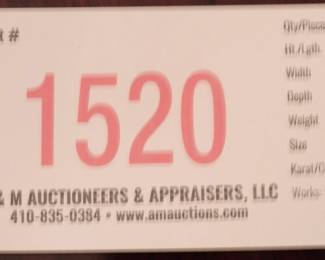 #
1520
& M AUCTIONEERS & APPRAISERS, LLC
410-835-0384 • www.amauctions.com
Qty/Piece
Ht./Lgth.
Width
Depth
Weight
Size
Karat/C
Works